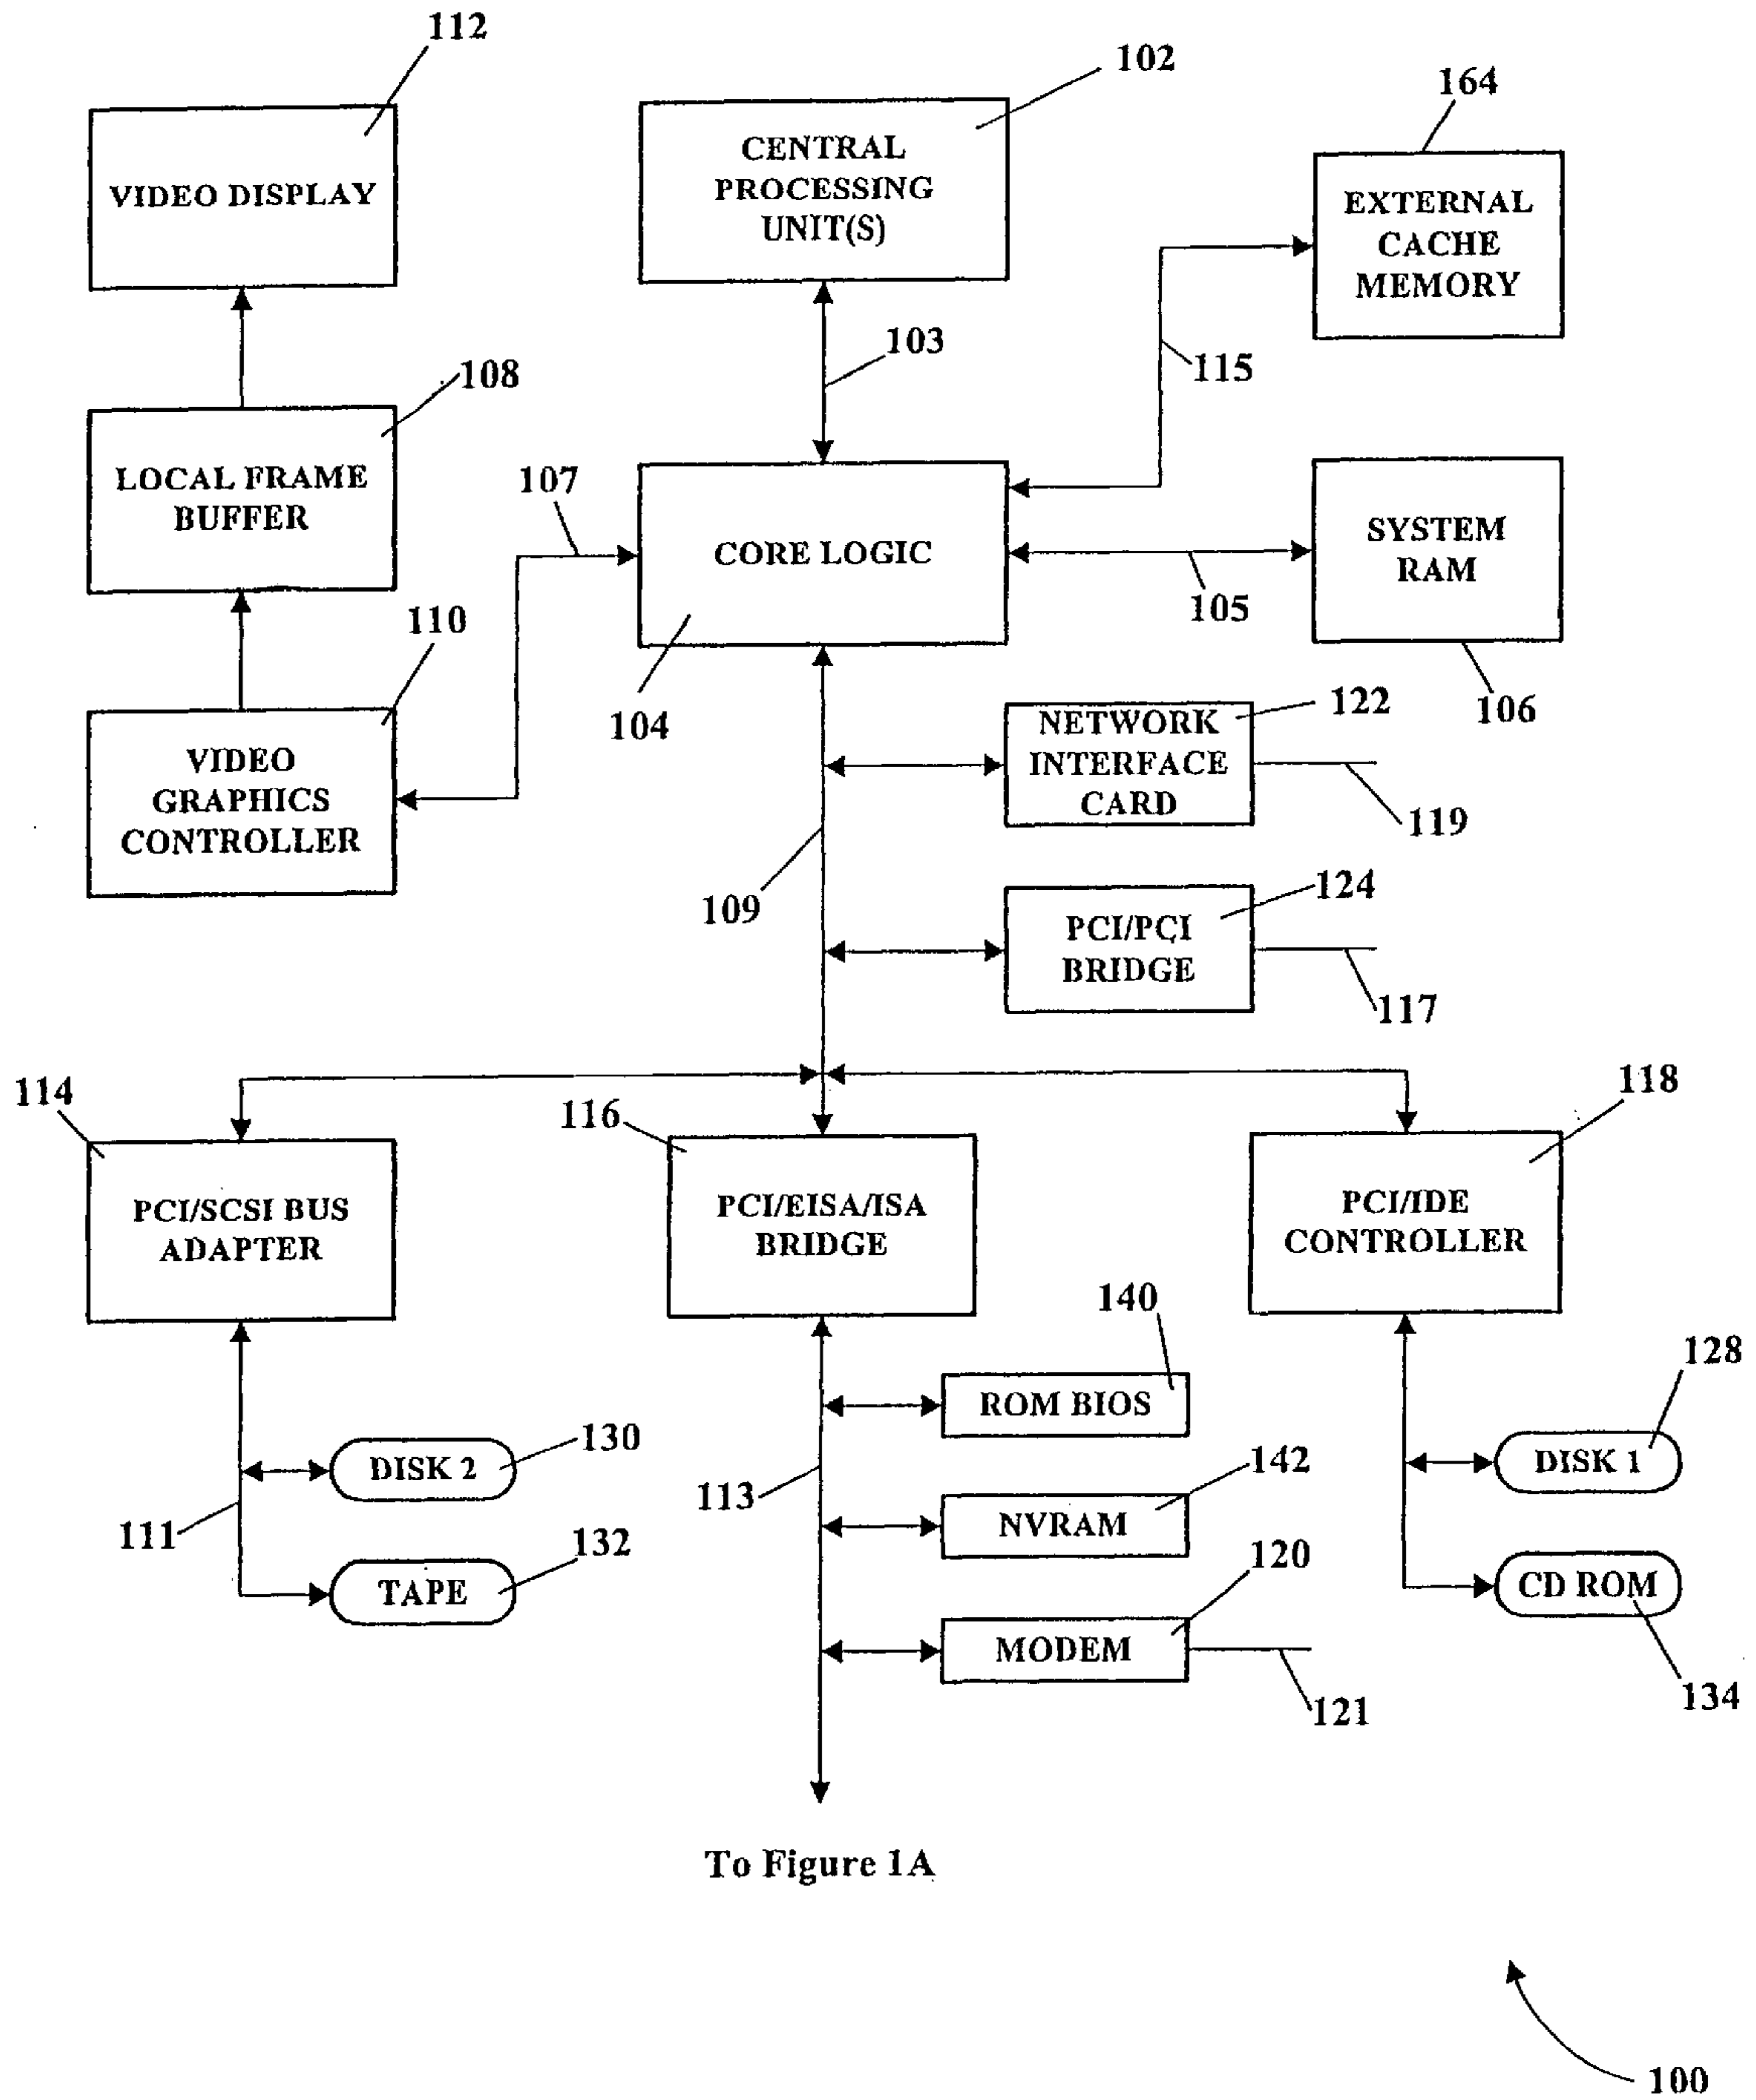 112
102
164
VIDEO DISPLAY
CENTRAL
PROCESSING
UNIT(S)
EXTERNAL
CACHE
MEMORY
103
115
108
LOCAL FRAME
BUFFER
107
CORE LOGIC
SYSTEM
RAM
105
110
104
106
VIDEO
GRAPHICS
CONTROLLER
122
NETWORK
INTERFACE
CARD
119
109
124
PCI/PCI
BRIDGE
117
114
116
118
PCI/SCSI BUS
ADAPTER
PCI/EISA/ISA
BRIDGE
PCI/IDE
CONTROLLER
140
ROM BIOS
128
130
DISK 2
DISK 1
111
113
142
NVRAM
132
TAPE
120
MODEM
CD ROM
121
134
To Figure 1A
100